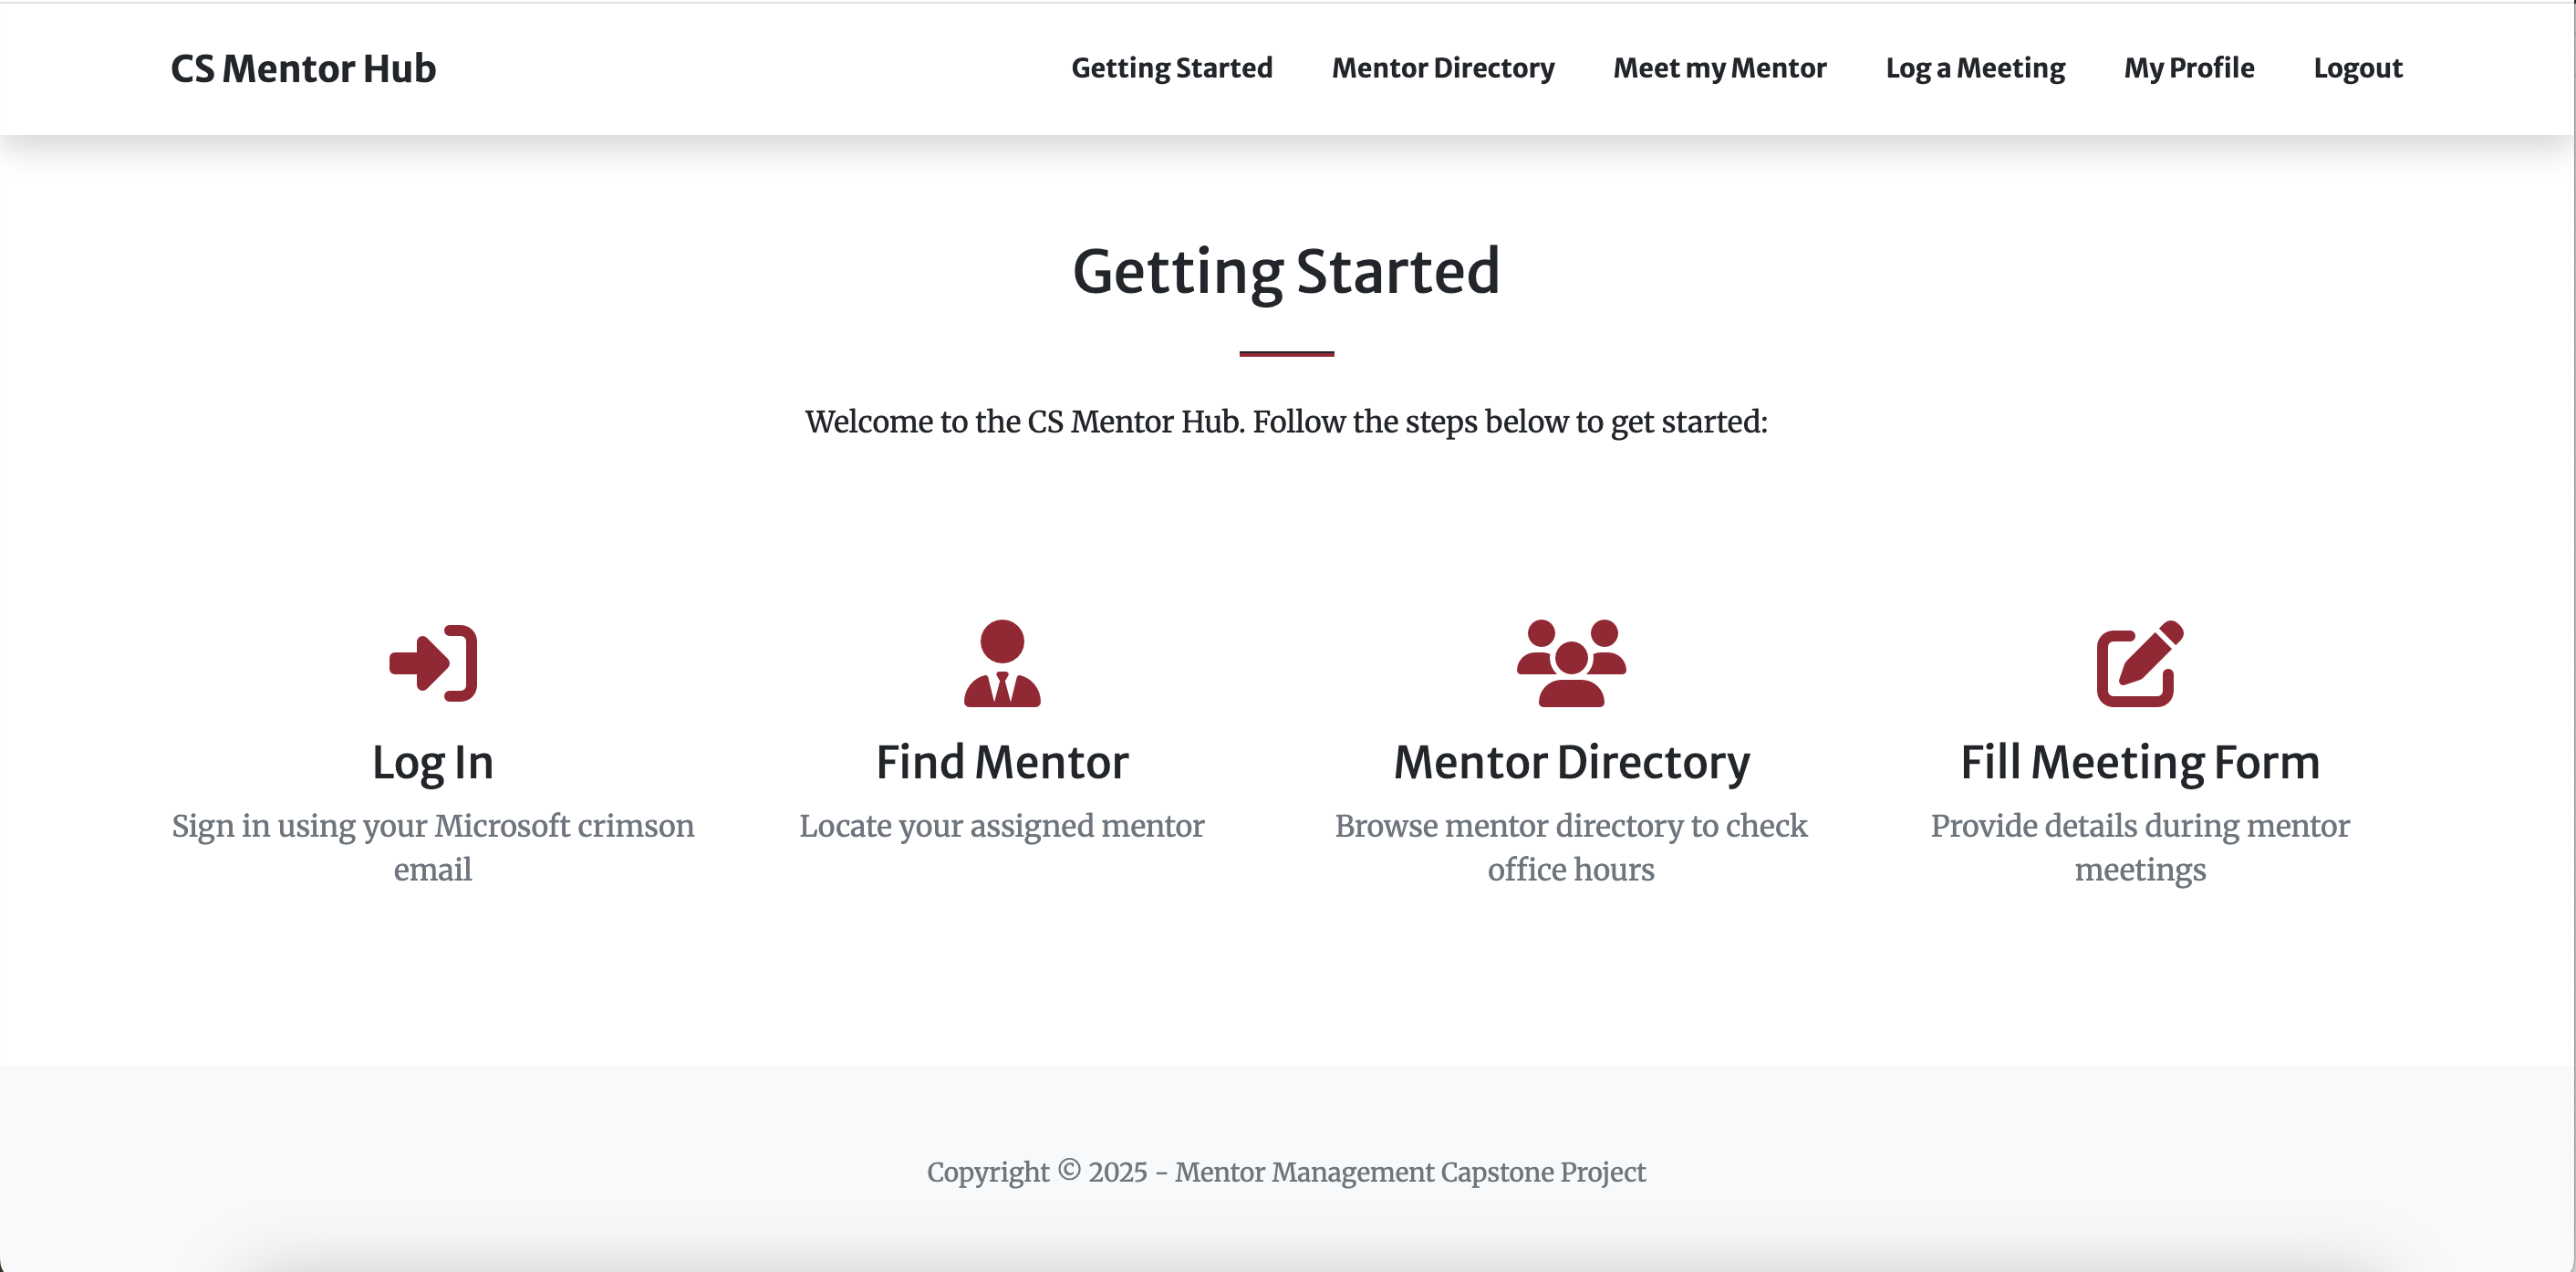 CS Mentor Hub
Getting Started
Mentor Directory
Meet my Mentor
Log a Meeting
My Profile
Logout
Getting Started
Welcome to the CS Mentor Hub. Follow the steps below to get started:
Log In
Sign in using your Microsoft crimson
email
Find Mentor
Locate your assigned mentor
Mentor Directory
Browse mentor directory to check
office hours
Fill Meeting Form
Provide details during mentor
meetings
Copyright © 2025 - Mentor Management Capstone Project